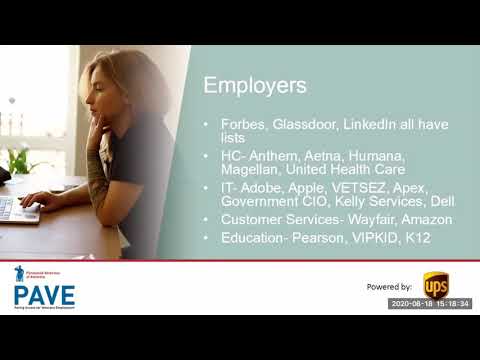 Employers
• Forbes, Glassdoor, LinkedIn all have
lists
• HC- Anthem, Aetna, Humana,
Magellan, United Health Care
• IT- Adobe, Apple, VETSEZ, Apex,
Government CIO, Kelly Services, Dell
• Customer Services- Wayfair, Amazon
• Education- Pearson, VIPKID, K12
Paralyzed Veterans
of America
PAVE
Paving Access for Veterans Employment
Powered by:
ups
2020-08-18 15:18:34